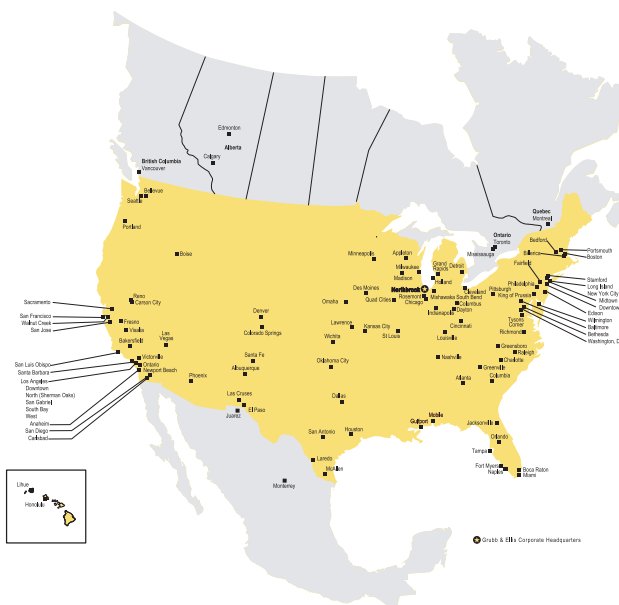 Edmonton
Alberta
British Columbia
Vancouver
Calgary
Bellevue
Seattle
Portland
Boise
Quebec
Montreal
Ontario
Toronto
Mississauga
Bedford
Portsmouth
Billerica
Boston
Fairfield
Minneapolis
Appleton
Milwaukee
Madison
Grand
Rapids
Detroit
Holland
Northbrook
Rosemont
Chicago
Cleveland
Mishawaka South Bend
Columbus
Dayton
Indianapolis
Cincinnati
Louisville
Des Moines
Quad Cities
Omaha
Philadelphia
Pittsburgh
King of Prussia
Stamford
Long Island
New York City
Midtown
Downtown
Edison
Wilmington
Baltimore
Bethesda
Washington, D
Tysons
Corner
Richmond
Sacramento
San Francisco
Walnut Creek
San Jose
Reno
Carson City
Fresno
Visalia
Las
Vegas
Bakersfield
Denver
Colorado Springs
Lawrence
Kansas City
Wichita
St Louis
Nashville
Greensboro
Raleigh
Charlotte
Greenville
Columbia
Atlanta
San Luis Obispo
Santa Barbara
Los Angeles
Downtown
North (Sherman Oaks)
San Gabriel
South Bay
West
Anaheim
San Diego
Carlsbad
Victorville
Ontario
Newport Beach
Phoenix
Santa Fe
Albuquerque
Las Cruces
El Paso
Juarez
Oklahoma City
Dallas
San Antonio
Houston
Laredo
McAllen
Monterrey
Mobile
Gulfport
Jacksonville
Orlando
Tampa
Fort Myers
Naples
Boca Raton
Miami
Lihue
Honolulu
Grubb & Ellis Corporate Headquarters